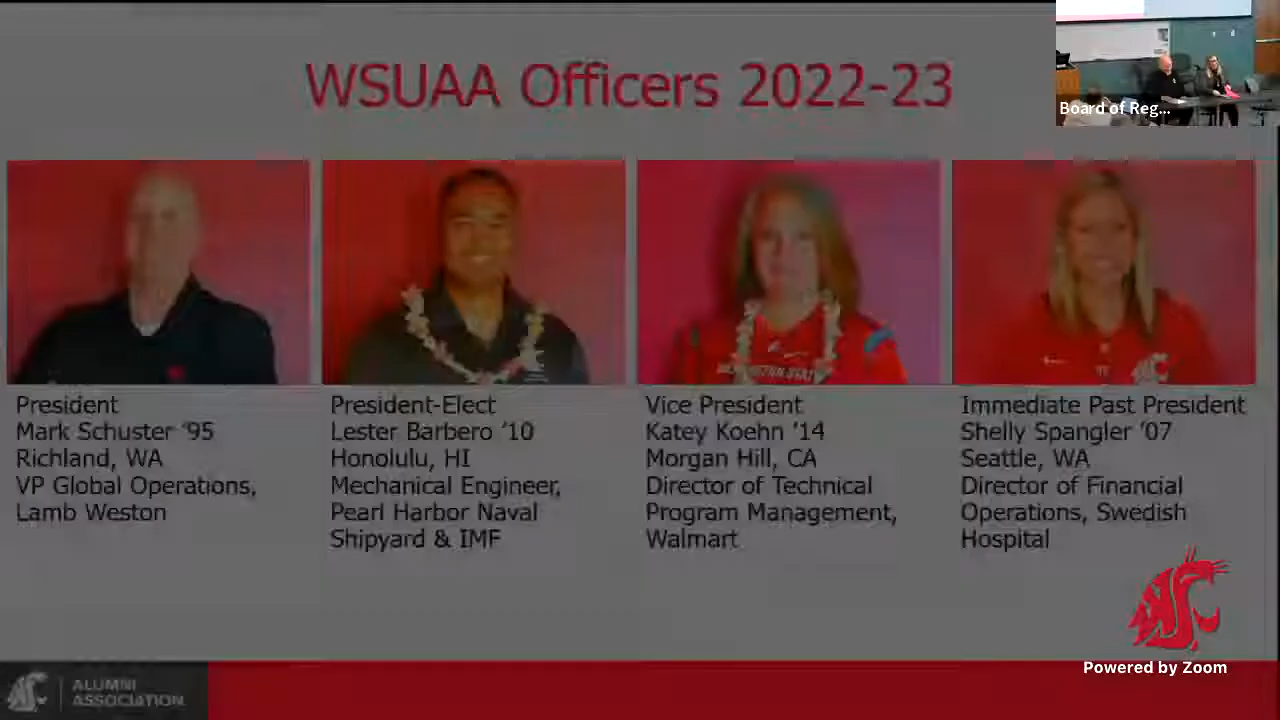 WSUAA Officers 2022-23
Board of Reg...
President
Mark Schuster ‘95
Richland, WA
VP Global Operations,
Lamb Weston
President-Elect
Lester Barbero ‘10
Honolulu, HI
Mechanical Engineer,
Pearl Harbor Naval
Shipyard & IMF
Vice President
Katey Koehn ‘14
Morgan Hill, CA
Director of Technical
Program Management,
Walmart
Immediate Past President
Shelly Spangler ‘07
Seattle, WA
Director of Financial
Operations, Swedish
Hospital
Powered by Zoom
ALUMNI
ASSOCIATION